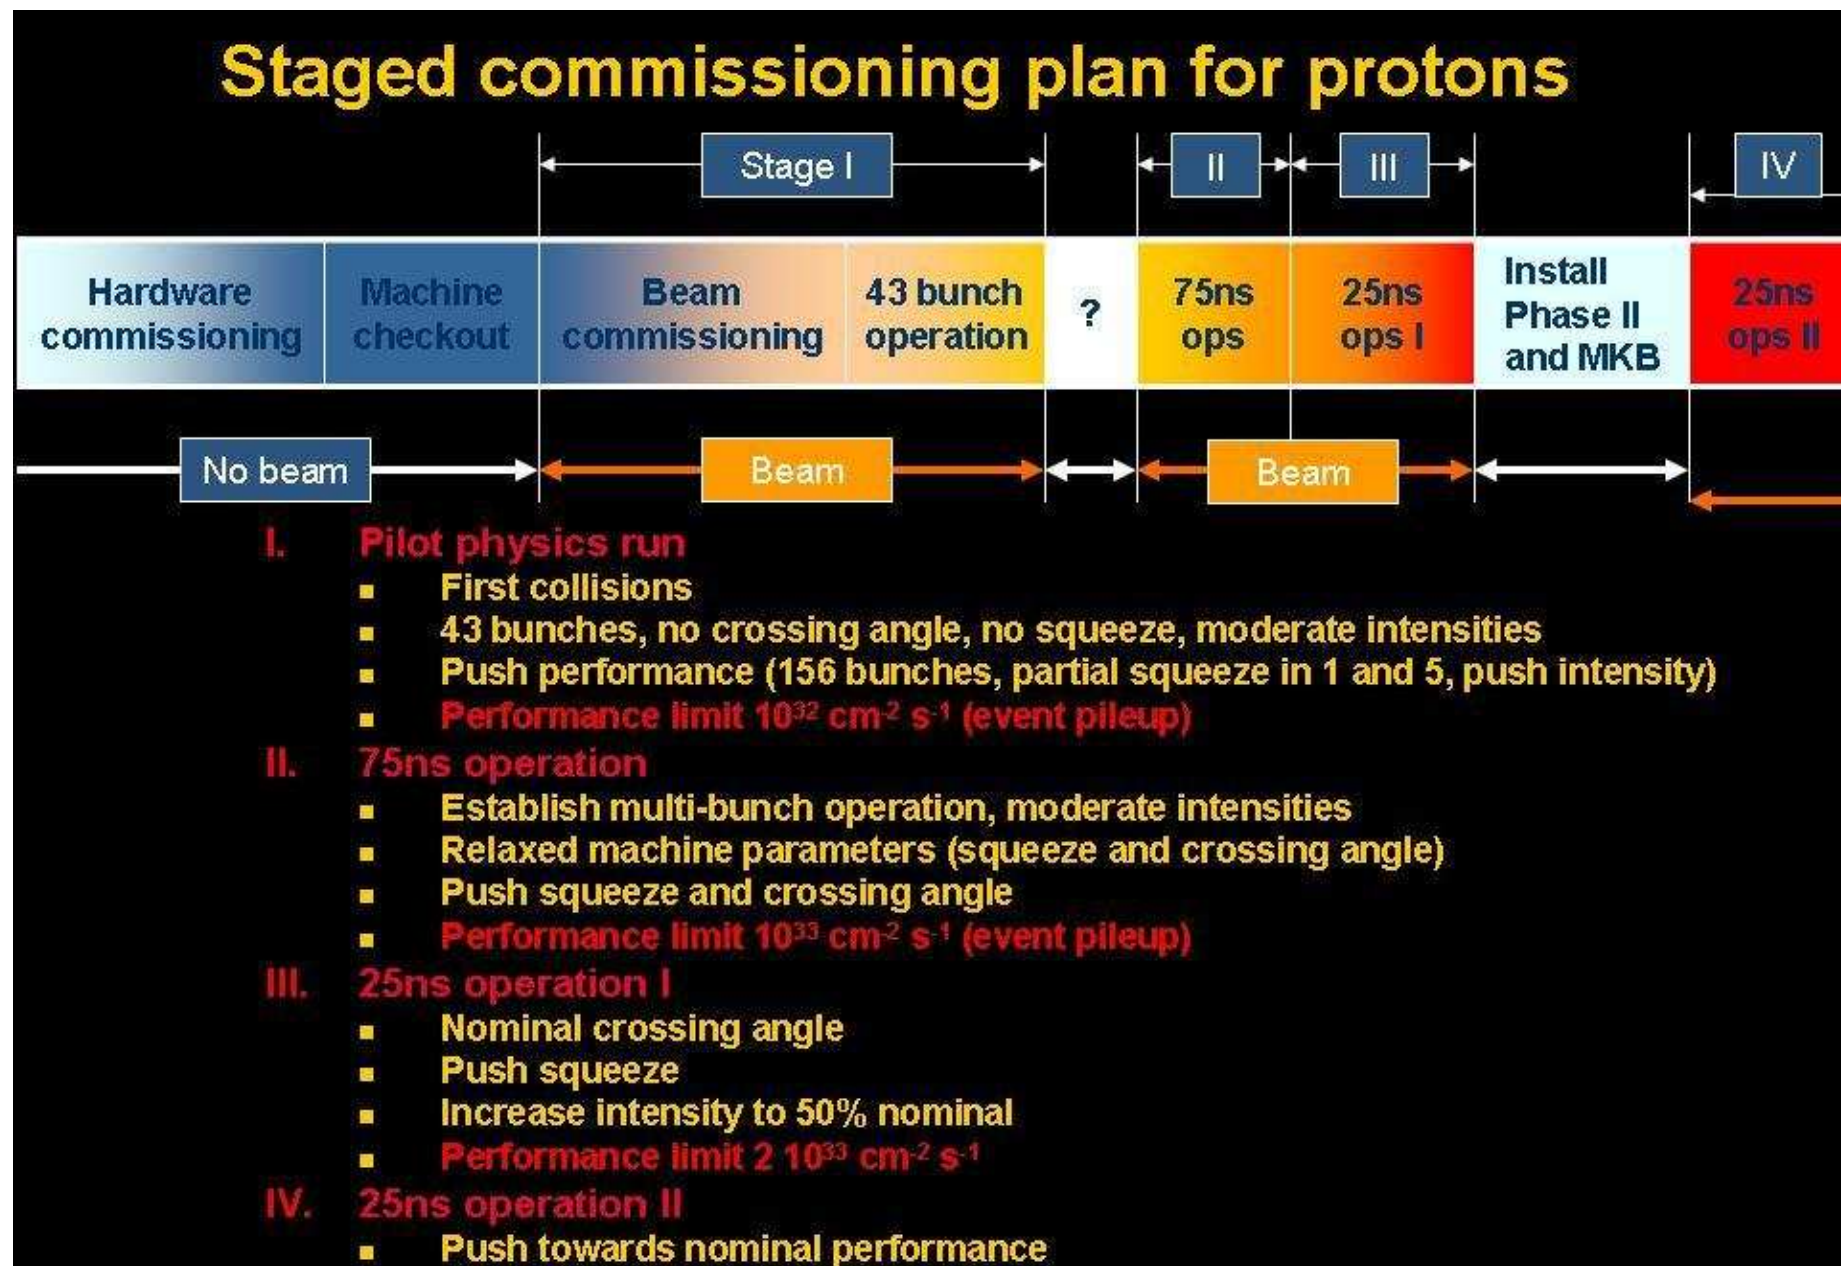 Staged commissioning plan for protons
Stage I
II
III
IV
Hardware
commissioning
Machine
checkout
Beam
commissioning
43 bunch
operation
?
75ns
ops
25ns
ops I
Install
Phase II
and MKB
25ns
ops II
No beam
Beam
Beam
I. Pilot physics run
▪ First collisions
▪ 43 bunches, no crossing angle, no squeeze, moderate intensities
▪ Push performance (156 bunches, partial squeeze in 1 and 5, push intensity)
▪ Performance limit 10³² cm⁻² s⁻¹ (event pileup)
II. 75ns operation
▪ Establish multi-bunch operation, moderate intensities
▪ Relaxed machine parameters (squeeze and crossing angle)
▪ Push squeeze and crossing angle
▪ Performance limit 10³³ cm⁻² s⁻¹ (event pileup)
III. 25ns operation I
▪ Nominal crossing angle
▪ Push squeeze
▪ Increase intensity to 50% nominal
▪ Performance limit 2 10³³ cm⁻² s⁻¹
IV. 25ns operation II
▪ Push towards nominal performance